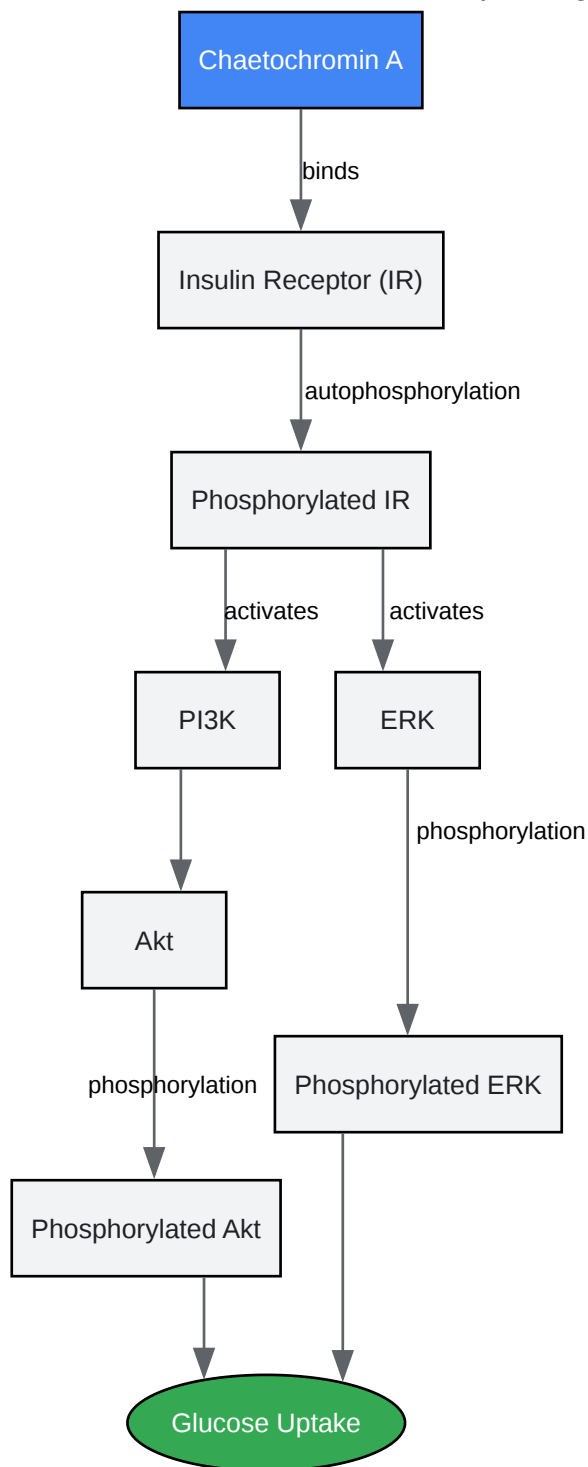 Chaetochromin A
binds
Insulin Receptor (IR)
autophosphorylation
Phosphorylated IR
activates
activates
PI3K
ERK
phosphorylation
Akt
phosphorylation
Phosphorylated ERK
Phosphorylated Akt
Glucose Uptake